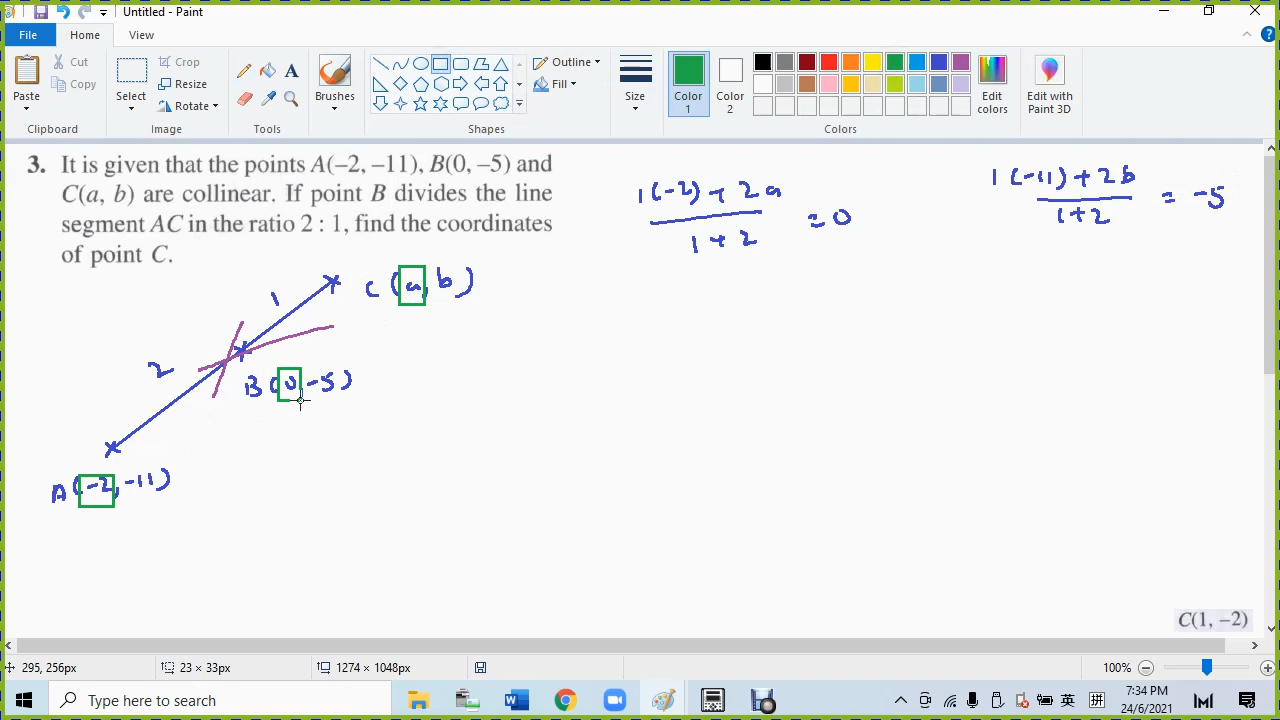 Untitled - Paint
File Home View
Paste
Cut
Copy
Clipboard
Select
Crop
Resize
Rotate
Image
A
Tools
Brushes
Outline
Fill
Shapes
Size
Color 1
Color 2
Edit colors
Colors
Edit with Paint 3D
3. It is given that the points A(–2, –11), B(0, –5) and
C(a, b) are collinear. If point B divides the line
segment AC in the ratio 2 : 1, find the coordinates
of point C.
1(-2) + 2a
1 + 2
= 0
1(-11) + 2b
1+2
= -5
1
C (a, b)
2
B (0, -5)
A(-2, -11)
C(1, –2)
295, 256px
23 × 33px
1274 × 1048px
100%
Type here to search
英
拼
7:34 PM
24/6/2021